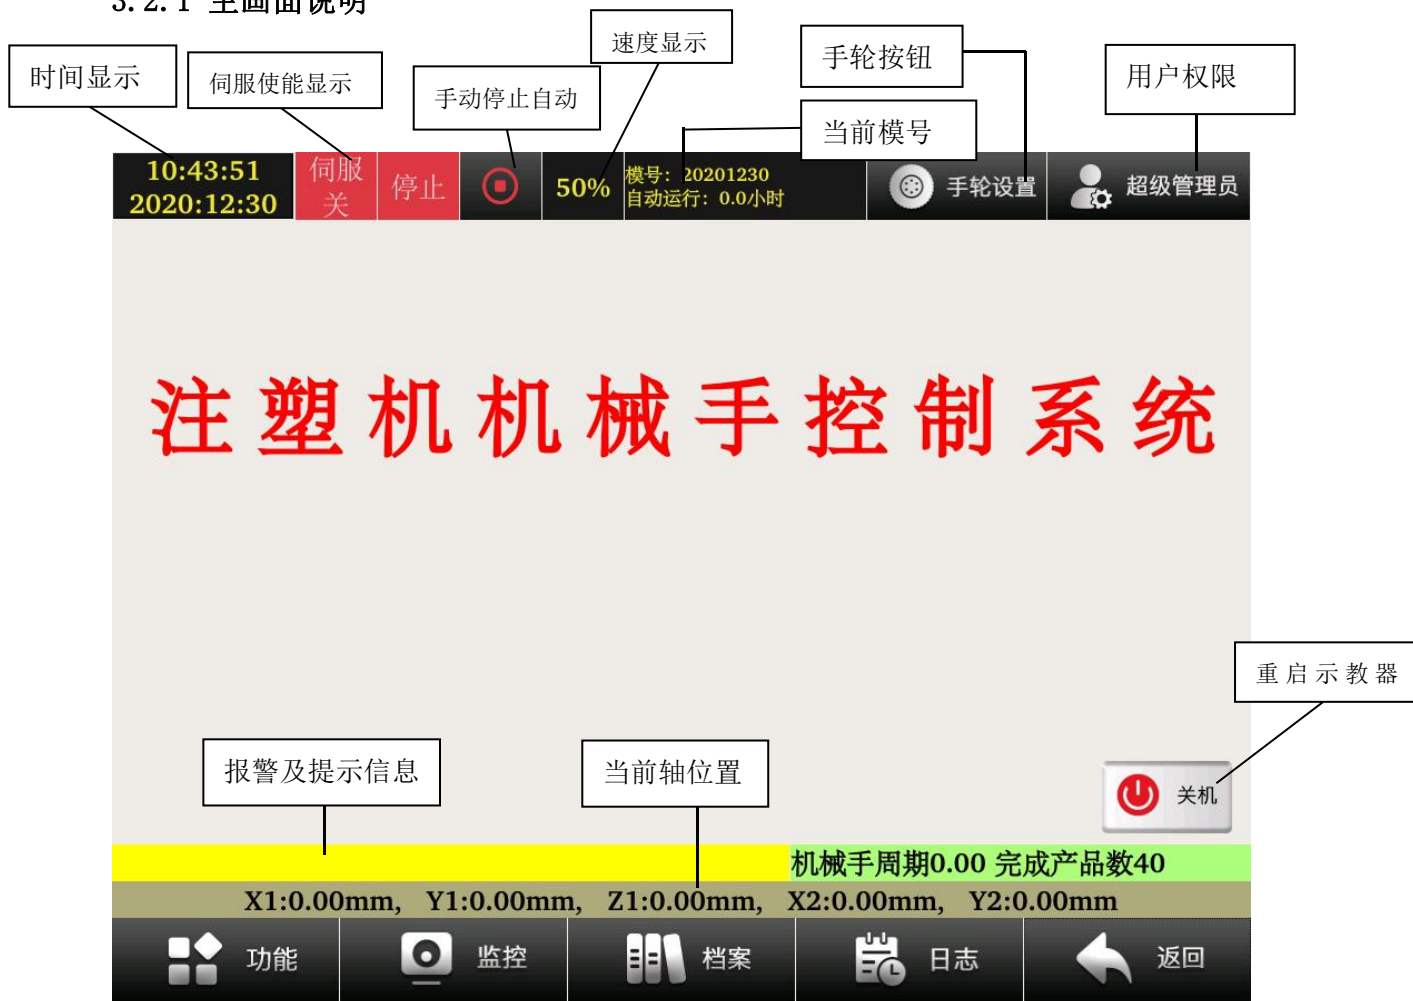 3.2.1 主画面说明
速度显示
手轮按钮
用户权限
时间显示
伺服使能显示
手动停止自动
当前模号
10:43:51
2020:12:30
伺服
关
停止
50%
模号：20201230
自动运行：0.0小时
手轮设置
超级管理员
注塑机机械手控制系统
重启示教器
报警及提示信息
当前轴位置
关机
机械手周期0.00 完成产品数40
X1:0.00mm, Y1:0.00mm, Z1:0.00mm, X2:0.00mm, Y2:0.00mm
功能
监控
档案
日志
返回